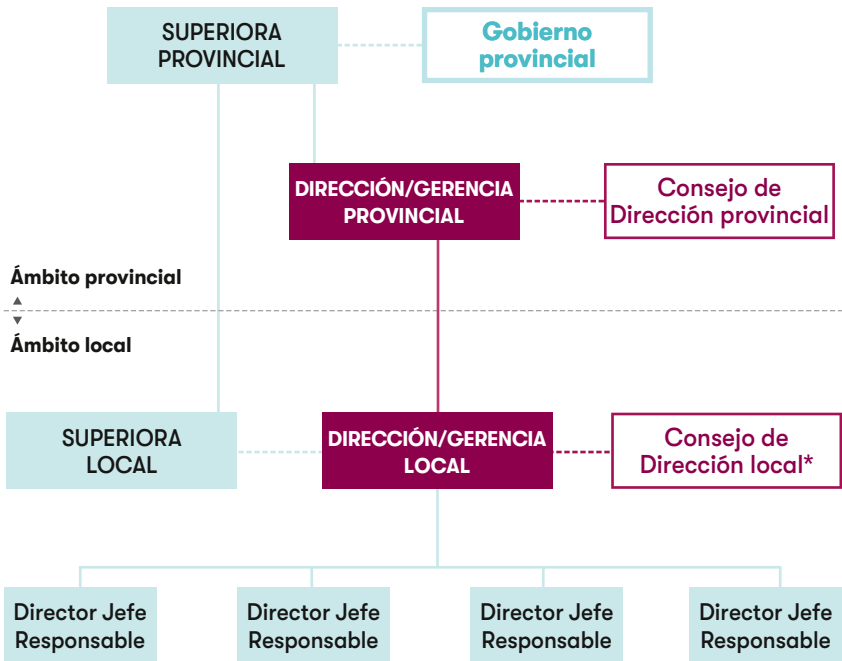 SUPERIORA
PROVINCIAL
Gobierno
provincial
DIRECCIÓN/GERENCIA
PROVINCIAL
Consejo de
Dirección provincial
Ámbito provincial
Ámbito local
SUPERIORA
LOCAL
DIRECCIÓN/GERENCIA
LOCAL
Consejo de
Dirección local*
Director Jefe
Responsable
Director Jefe
Responsable
Director Jefe
Responsable
Director Jefe
Responsable